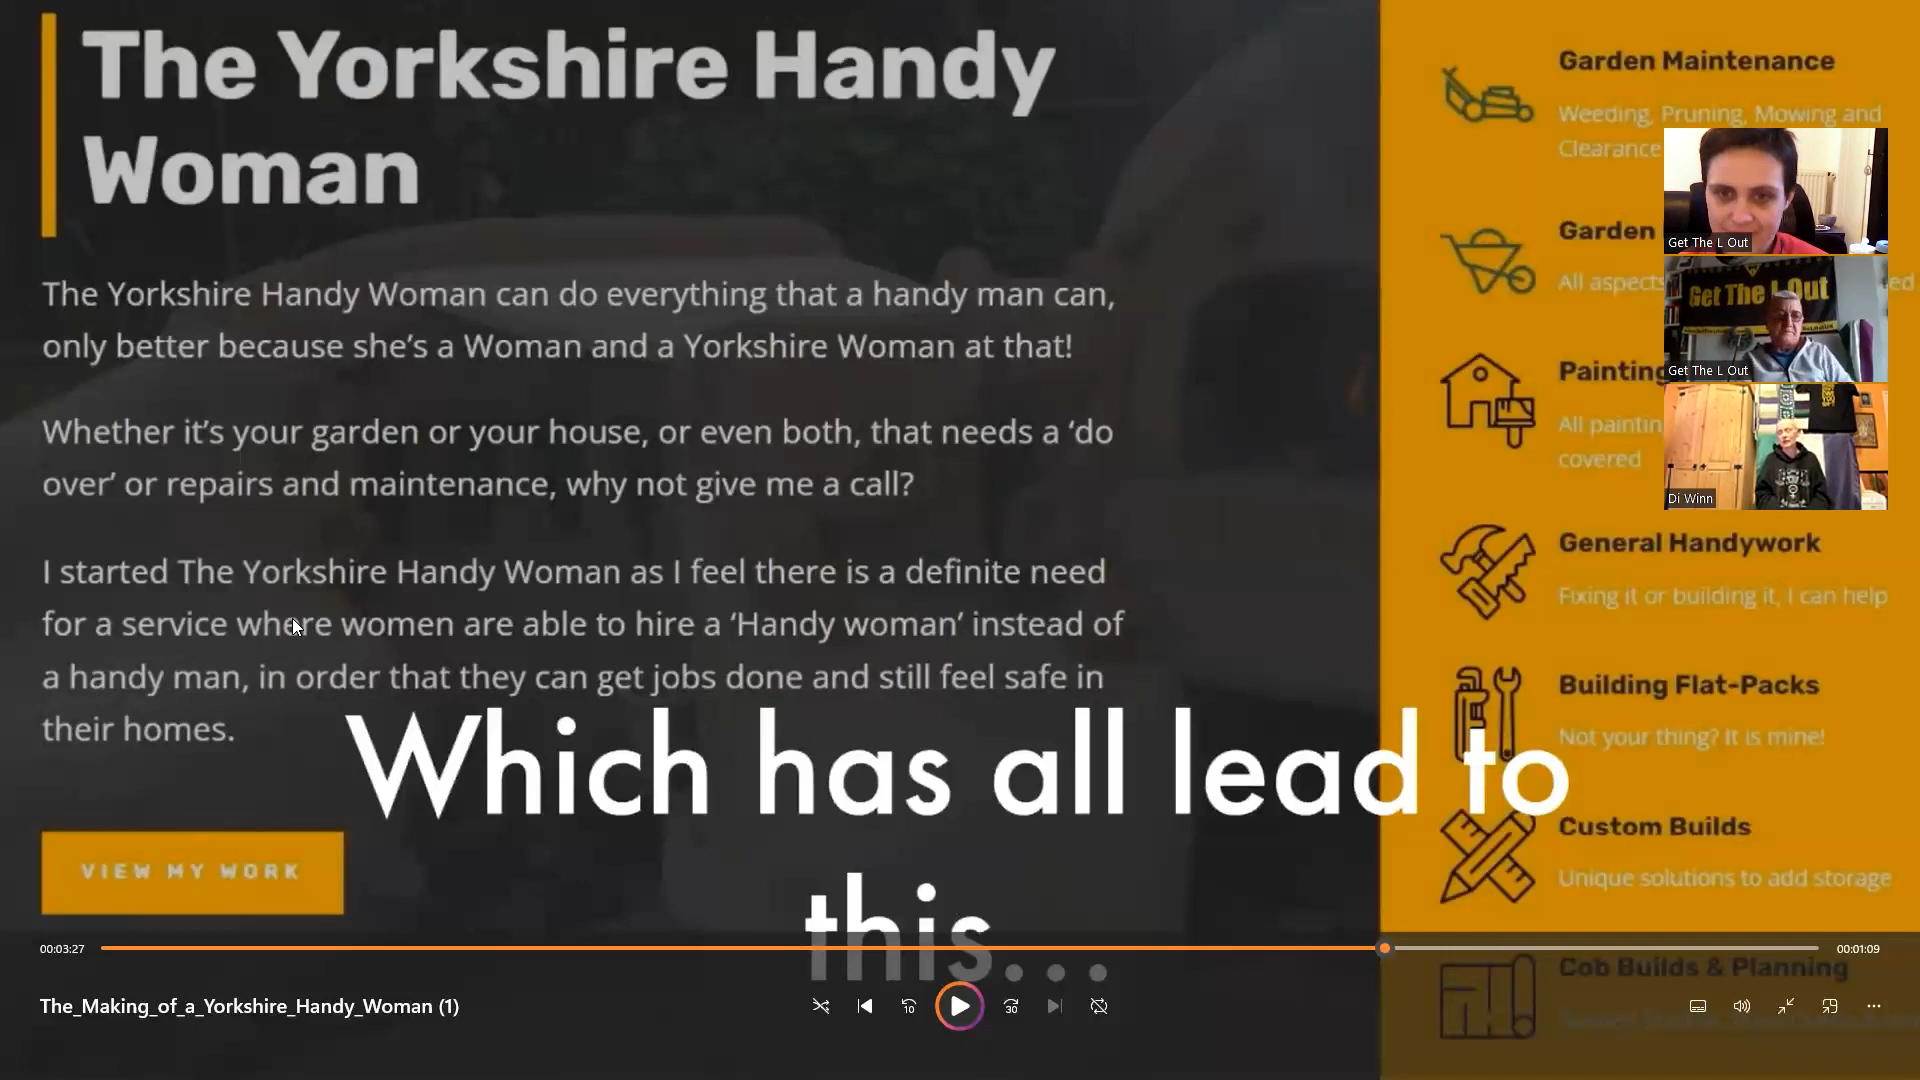 The Yorkshire Handy
Woman
The Yorkshire Handy Woman can do everything that a handy man can,
only better because she's a Woman and a Yorkshire Woman at that!
Whether it's your garden or your house, or even both, that needs a 'do
over' or repairs and maintenance, why not give me a call?
I started The Yorkshire Handy Woman as I feel there is a definite need
for a service where women are able to hire a 'Handy woman' instead of
a handy man, in order that they can get jobs done and still feel safe in
their homes.
VIEW MY WORK
Garden Maintenance
Weeding, Pruning, Mowing and
Clearance
Garden
All aspects
Painting
covered
General Handywork
Fixing it or building it, I can help
Building Flat-Packs
Not your thing? It is mine!
Custom Builds
Unique solutions to add storage
Cob Builds & Planning
Get The L Out
Get The L Out
Get The L Out
Di Winn
Which has all lead to
this...
00:03:27
00:01:09
The_Making_of_a_Yorkshire_Handy_Woman (1)
10
30